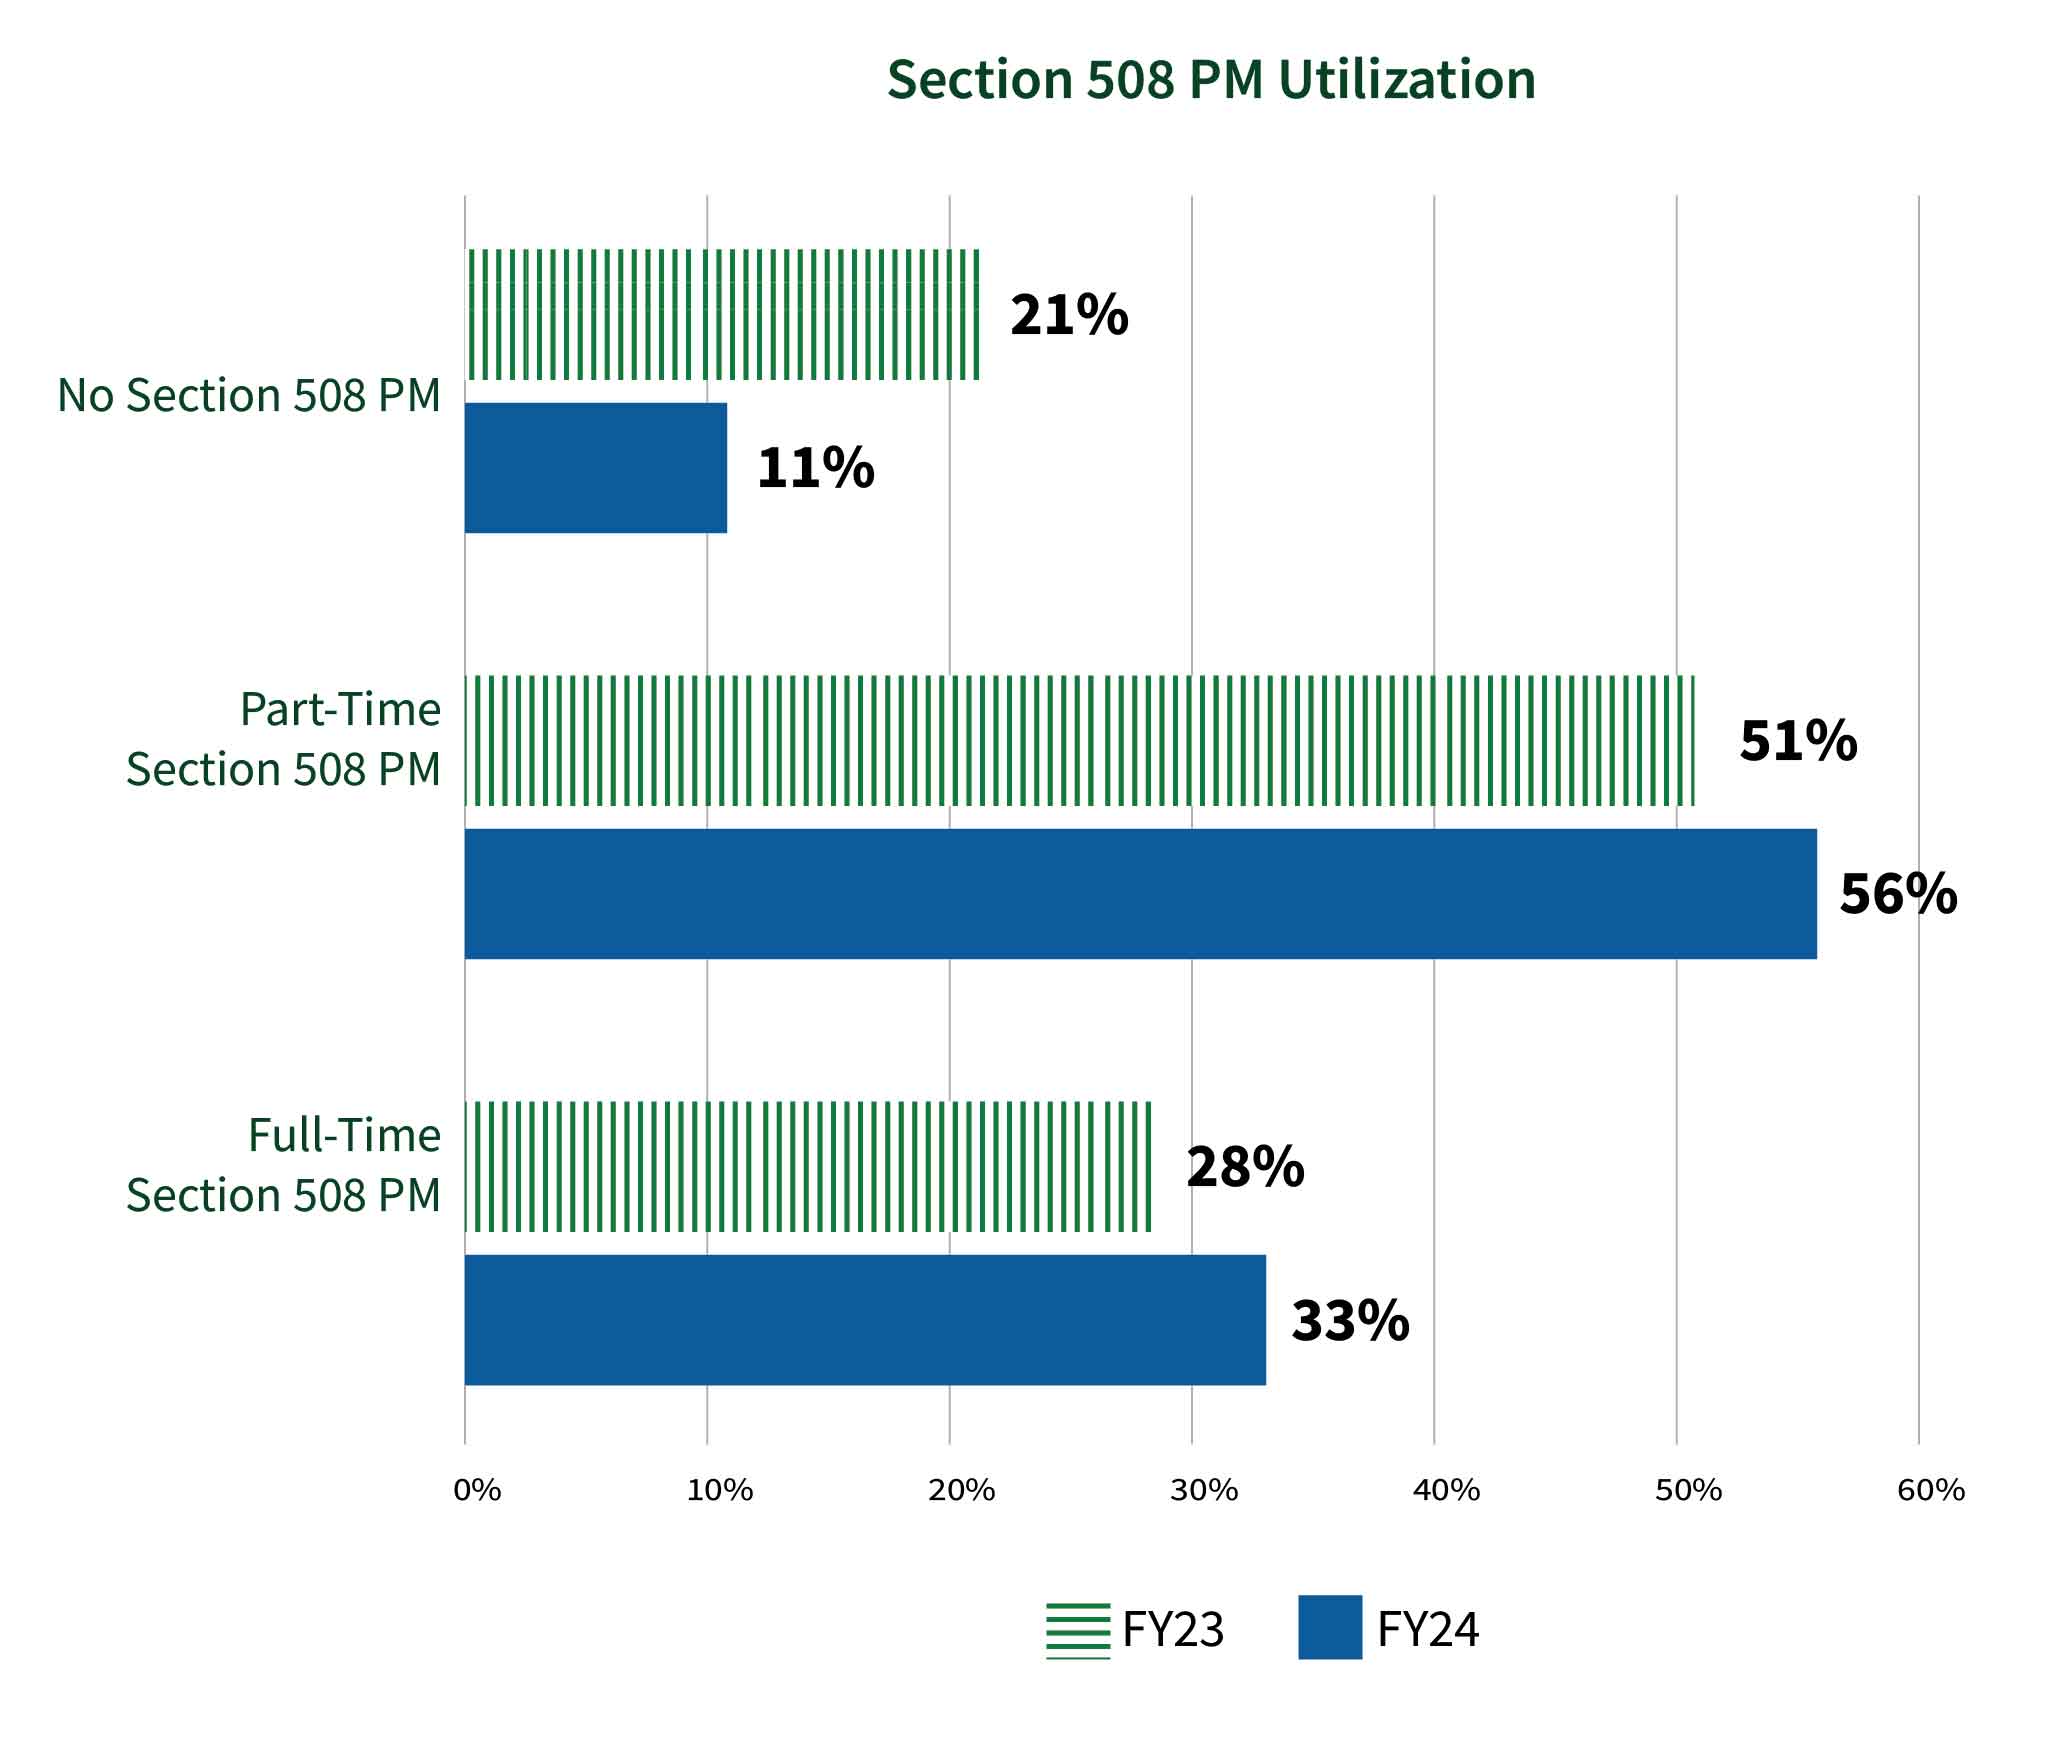 Section 508 PM Utilization
No Section 508 PM
21%
11%
Part-Time
Section 508 PM
51%
56%
Full-Time
Section 508 PM
28%
33%
0% 10% 20% 30% 40% 50% 60%
FY23 FY24